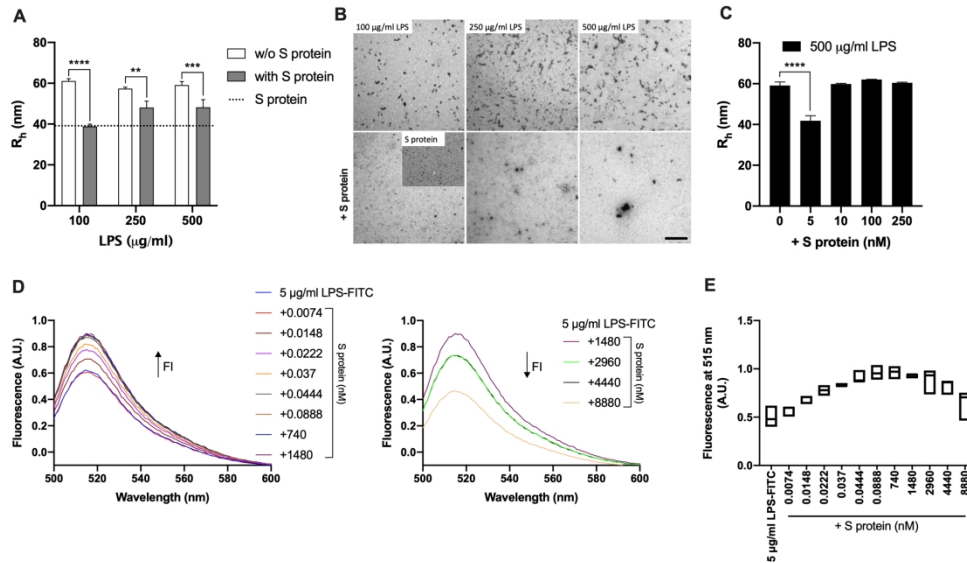 A
80
60
40
20
0
R_h (nm)
****
**
***
100
250
500
LPS (µg/ml)
w/o S protein
with S protein
S protein
B
100 µg/ml LPS
250 µg/ml LPS
500 µg/ml LPS
+ S protein
S protein
C
80
60
40
20
0
R_h (nm)
****
500 µg/ml LPS
0
5
10
100
250
+ S protein (nM)
D
1.0
0.8
0.6
0.4
0.2
0.0
Fluorescence (A.U.)
FI
500
520
540
560
580
600
Wavelength (nm)
5 µg/ml LPS-FITC
+0.0074
+0.0148
+0.0222
+0.037
+0.0444
+0.0888
+740
+1480
S protein (nM)
1.0
0.8
0.6
0.4
0.2
0.0
Fluorescence (A.U.)
FI
500
520
540
560
580
600
Wavelength (nm)
5 µg/ml LPS-FITC
+1480
+2960
+4440
+8880
S protein (nM)
E
1.5
1.0
0.5
0.0
Fluorescence at 515 nm
(A.U.)
5 µg/ml LPS-FITC
0.0074
0.0148
0.0222
0.037
0.0444
0.0888
740
1480
2960
4440
8880
+ S protein (nM)